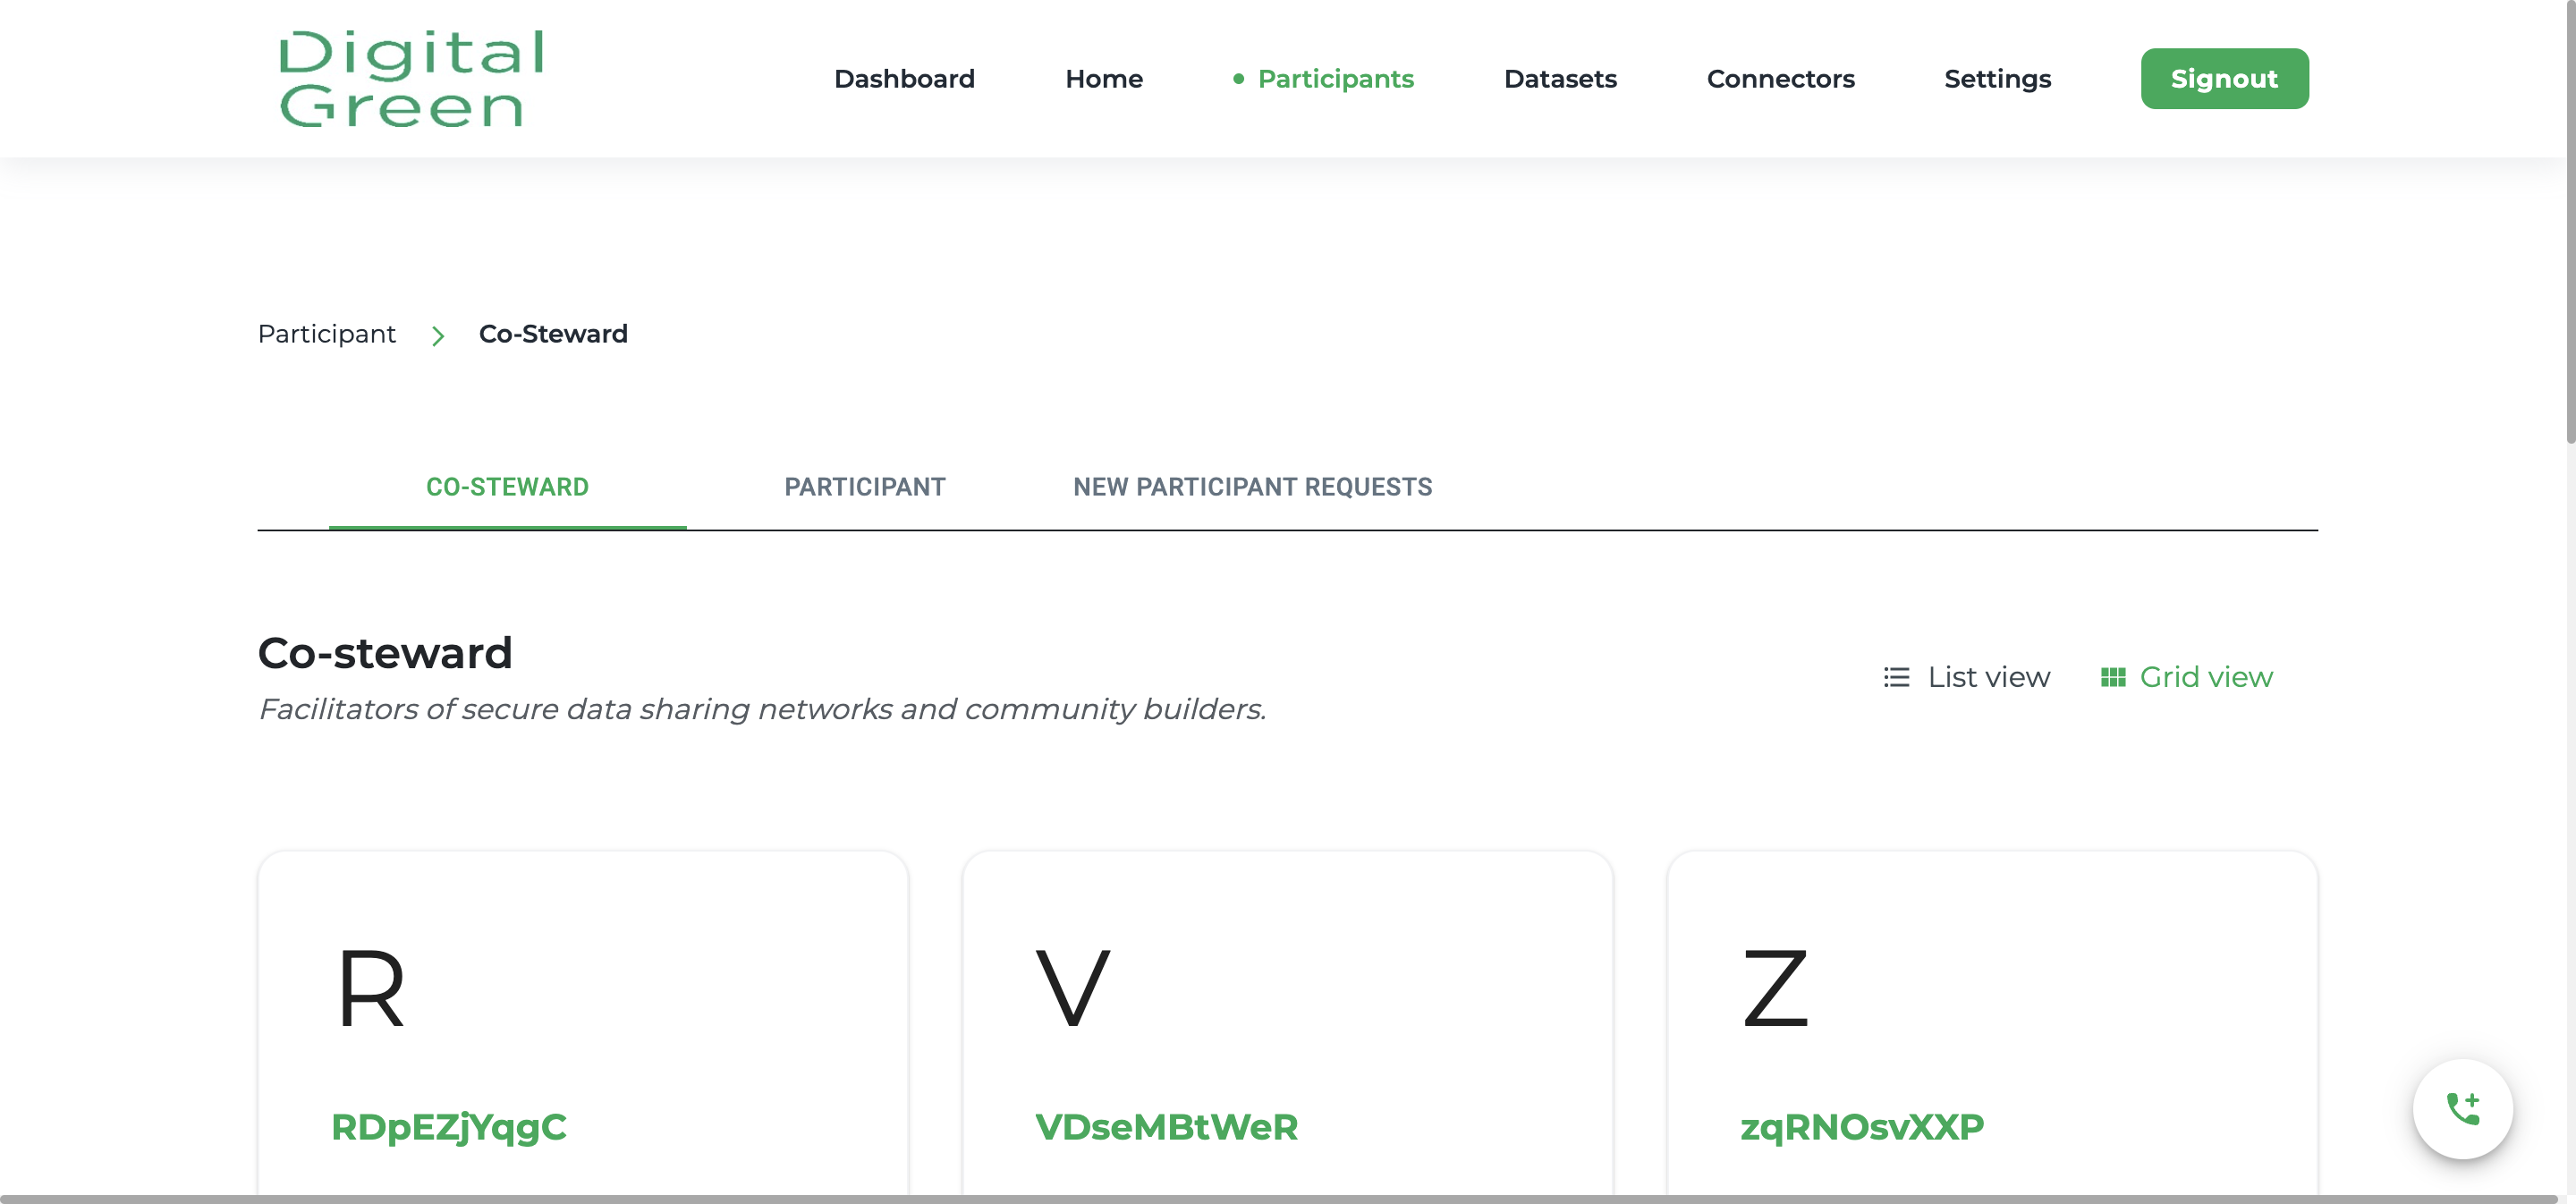 Digital
Green
Dashboard Home Participants Datasets Connectors Settings Signout
Participant Co-Steward
CO-STEWARD PARTICIPANT NEW PARTICIPANT REQUESTS
Co-steward
List view Grid view
Facilitators of secure data sharing networks and community builders.
R V Z
RDpEZjYqgC VDseMBtWeR zqRNOsvXXP